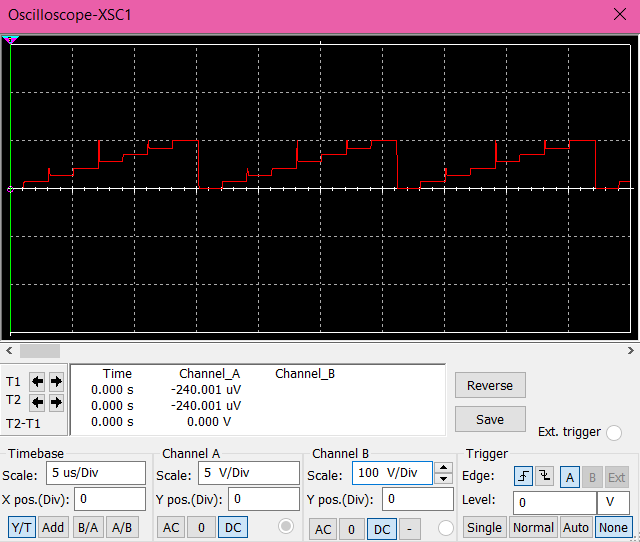 Oscilloscope-XSC1
Time Channel_A Channel_B
T1 0.000 s -240.001 uV
T2 0.000 s -240.001 uV
T2-T1 0.000 s 0.000 V
Reverse
Save
Ext. trigger
Timebase Channel A Channel B Trigger
Scale: 5 us/Div Scale: 5 V/Div Scale: 100 V/Div Edge: A B Ext
X pos.(Div): 0 Y pos.(Div): 0 Y pos.(Div): 0 Level: 0 V
Y/T Add B/A A/B AC 0 DC AC 0 DC - Single Normal Auto None